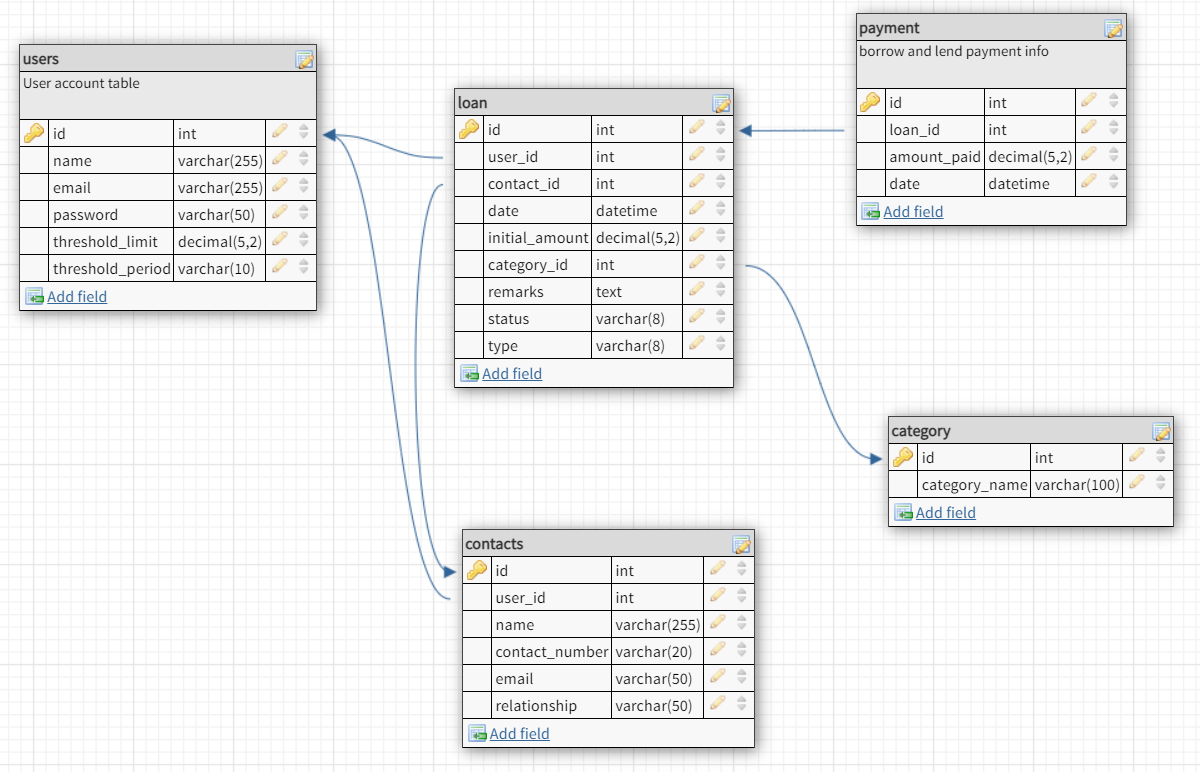 users
User account table
id int
name varchar(255)
email varchar(255)
password varchar(50)
threshold_limit decimal(5,2)
threshold_period varchar(10)
Add field
loan
id int
user_id int
contact_id int
date datetime
initial_amount decimal(5,2)
category_id int
remarks text
status varchar(8)
type varchar(8)
Add field
payment
borrow and lend payment info
id int
loan_id int
amount_paid decimal(5,2)
date datetime
Add field
category
id int
category_name varchar(100)
Add field
contacts
id int
user_id int
name varchar(255)
contact_number varchar(20)
email varchar(50)
relationship varchar(50)
Add field